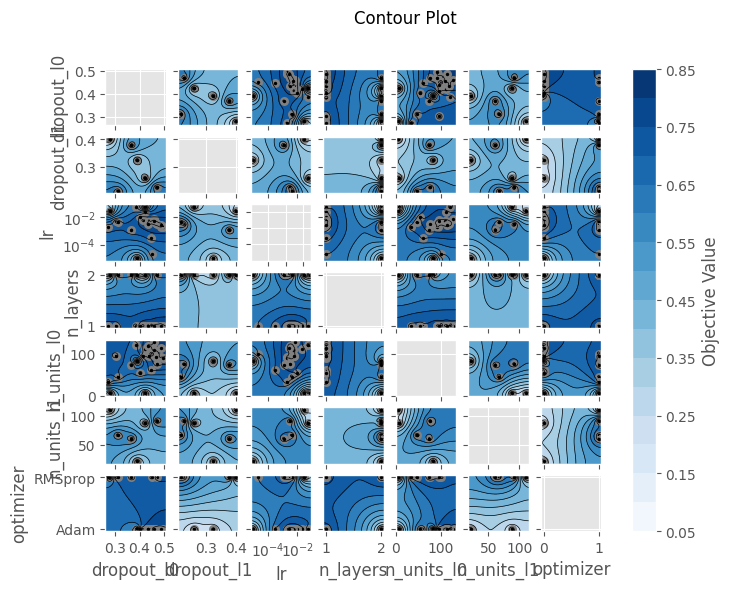 Contour Plot
dropout_l0
0.5
0.4
0.3
dropout_l1
0.4
0.3
lr
10⁻²
10⁻⁴
n_layers
2
1
n_units_l0
100
0
n_units_l1
100
50
optimizer
RMSprop
Adam
0.3 0.4 0.5
0.3 0.4
10⁻⁴ 10⁻²
1 2
0 100
50 100
0 1
dropout_l0
dropout_l1
lr
n_layers
n_units_l0
n_units_l1
optimizer
0.85
0.75
0.65
0.55
0.45
0.35
0.25
0.15
0.05
Objective Value